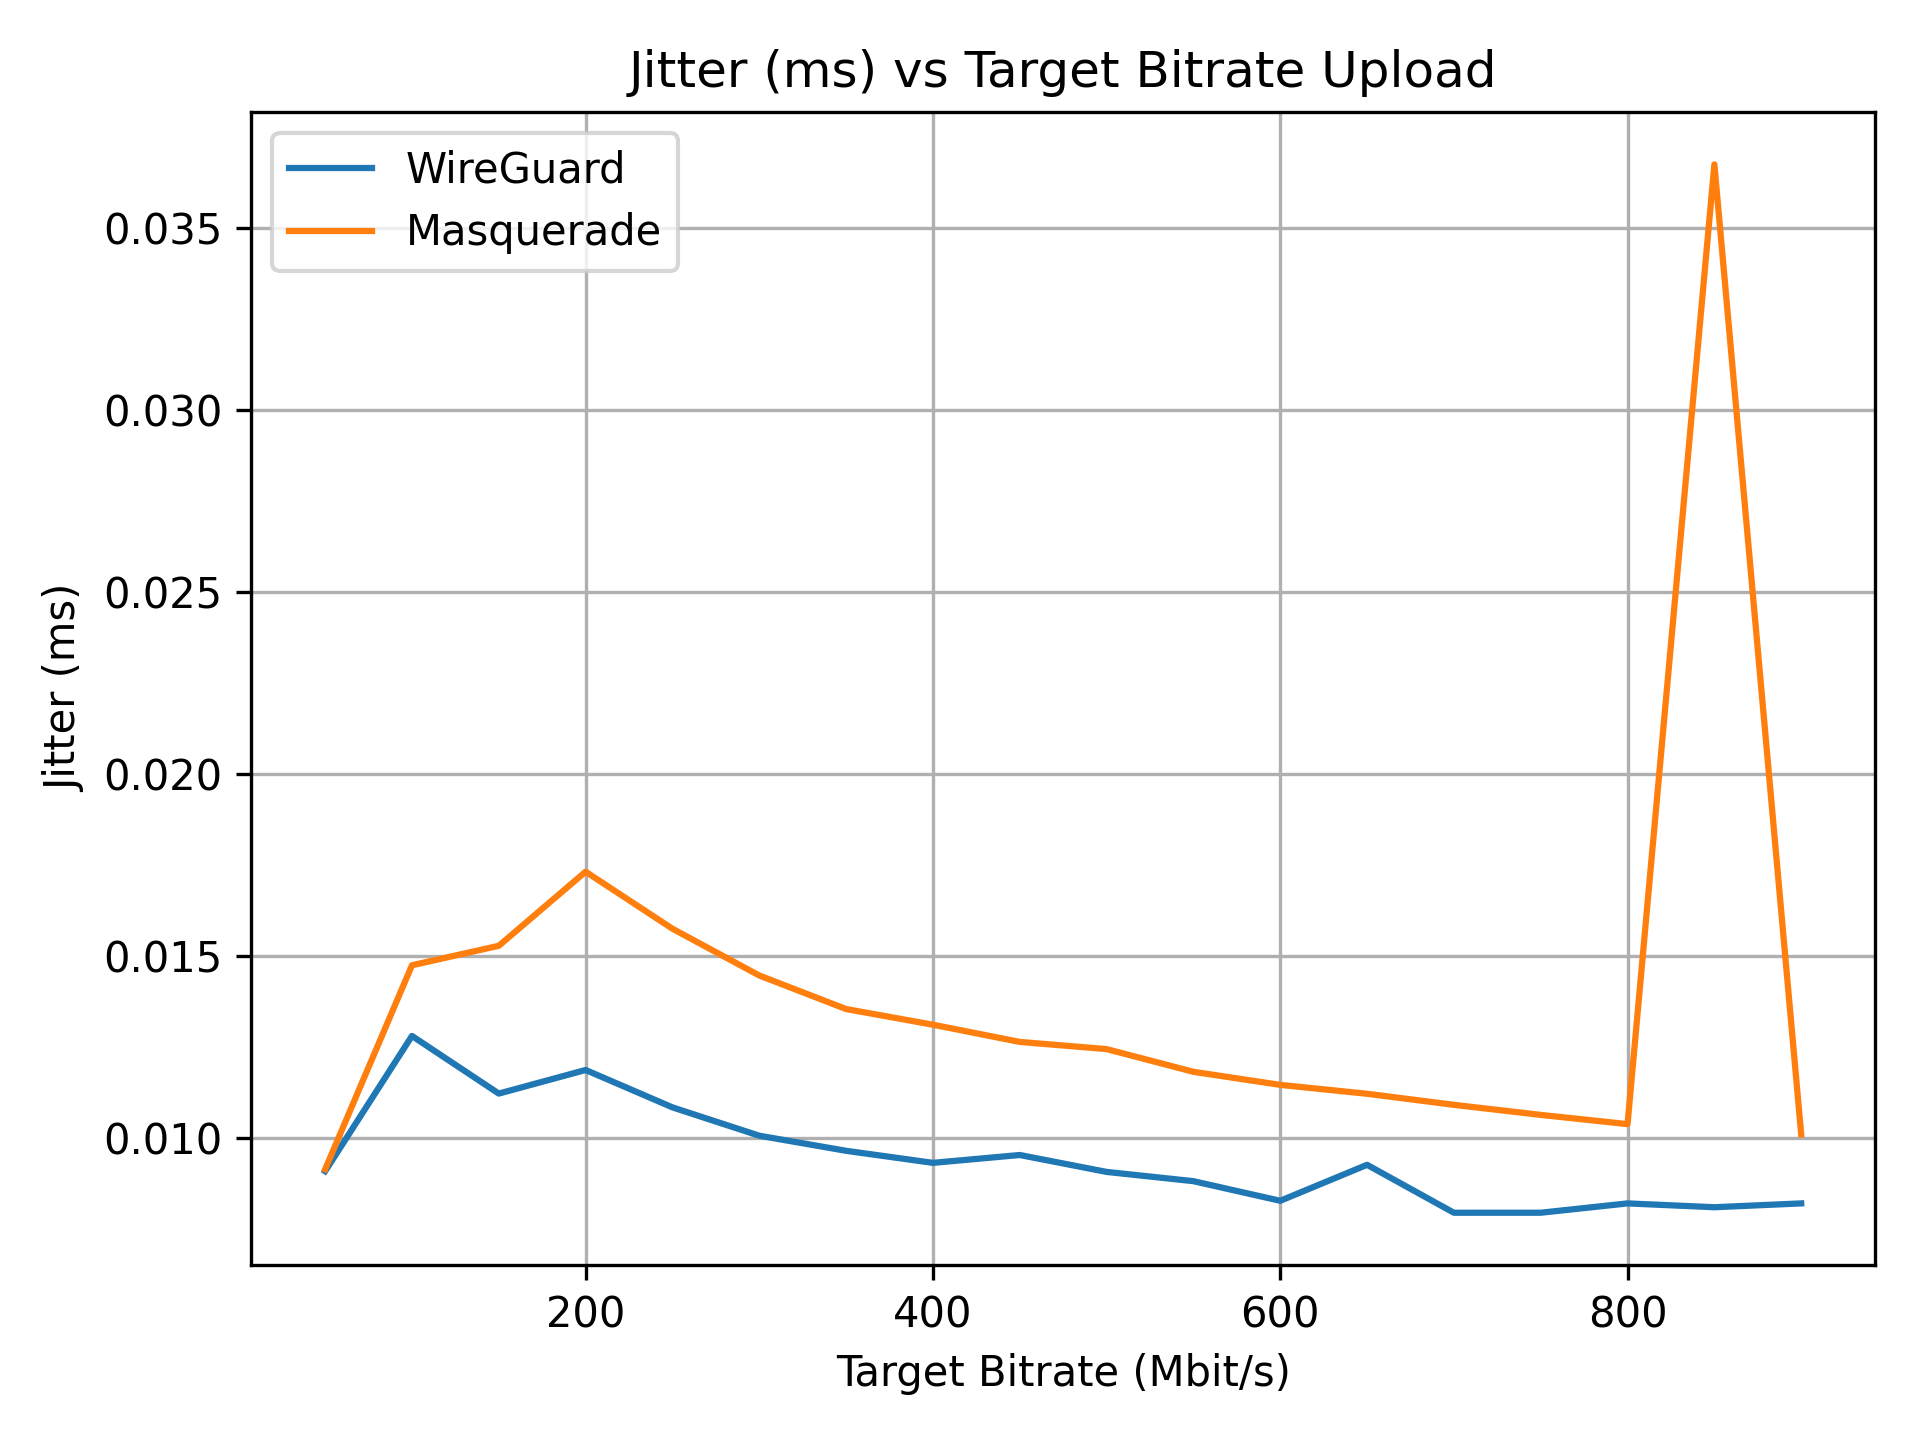 Jitter (ms) vs Target Bitrate Upload
WireGuard
Masquerade
0.035
0.030
0.025
0.020
0.015
0.010
Jitter (ms)
200 400 600 800
Target Bitrate (Mbit/s)